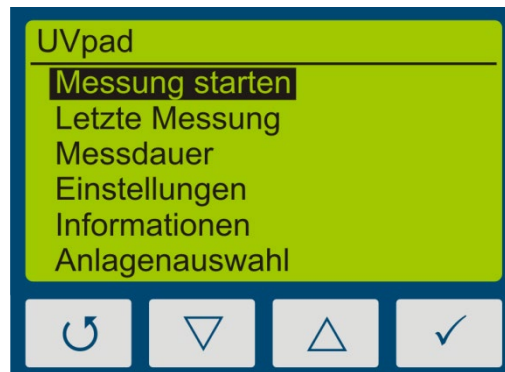 UVpad
Messung starten
Letzte Messung
Messdauer
Einstellungen
Informationen
Anlagenauswahl